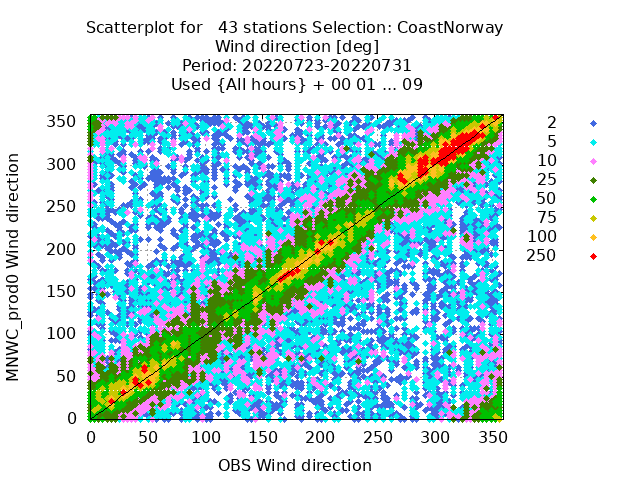 Scatterplot for   43 stations Selection: CoastNorway
Wind direction [deg]
Period: 20220723-20220731
Used {All hours} + 00 01 ... 09
350
300
250
200
150
100
50
0
MNWC_prod0 Wind direction
0 50 100 150 200 250 300 350
OBS Wind direction
2
5
10
25
50
75
100
250